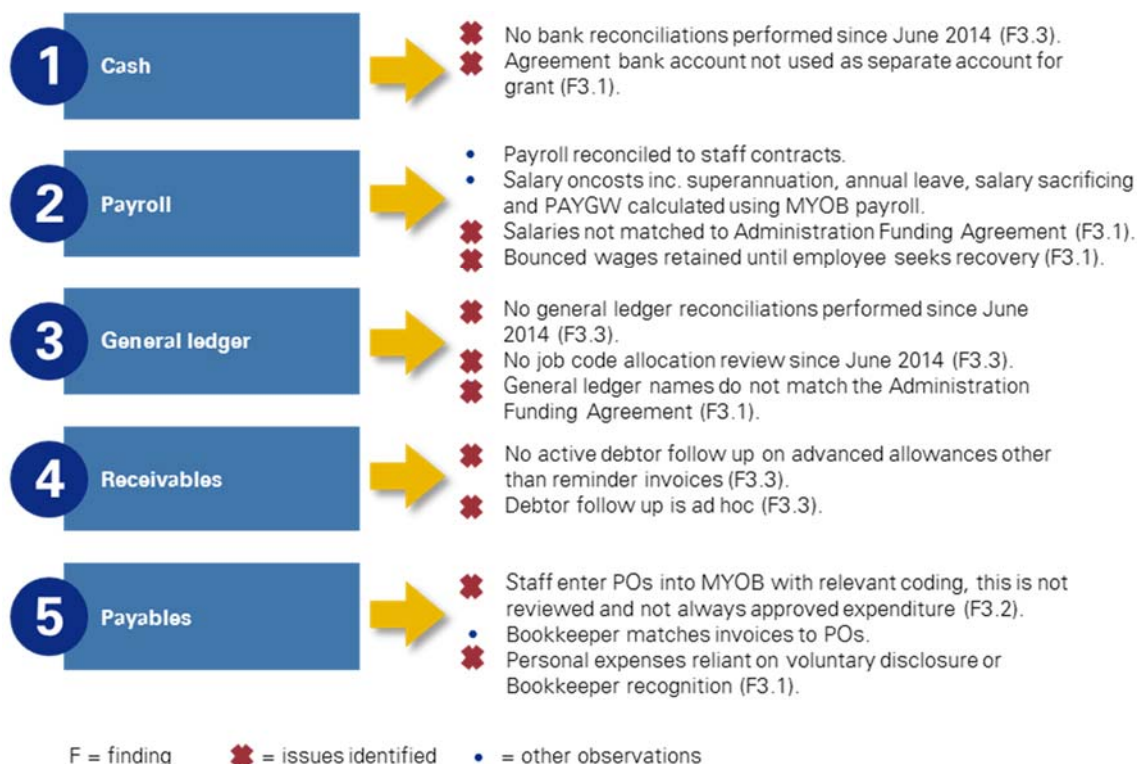 1 Cash
No bank reconciliations performed since June 2014 (F3.3).
Agreement bank account not used as separate account for
grant (F3.1).
2 Payroll
• Payroll reconciled to staff contracts.
• Salary oncosts inc. superannuation, annual leave, salary sacrificing
and PAYGW calculated using MYOB payroll.
Salaries not matched to Administration Funding Agreement (F3.1).
Bounced wages retained until employee seeks recovery (F3.1).
3 General ledger
No general ledger reconciliations performed since June
2014 (F3.3).
No job code allocation review since June 2014 (F3.3).
General ledger names do not match the Administration
Funding Agreement (F3.1).
4 Receivables
No active debtor follow up on advanced allowances other
than reminder invoices (F3.3).
Debtor follow up is ad hoc (F3.3).
5 Payables
Staff enter POs into MYOB with relevant coding, this is not
reviewed and not always approved expenditure (F3.2).
• Bookkeeper matches invoices to POs.
Personal expenses reliant on voluntary disclosure or
Bookkeeper recognition (F3.1).
F = finding ✖ = issues identified • = other observations